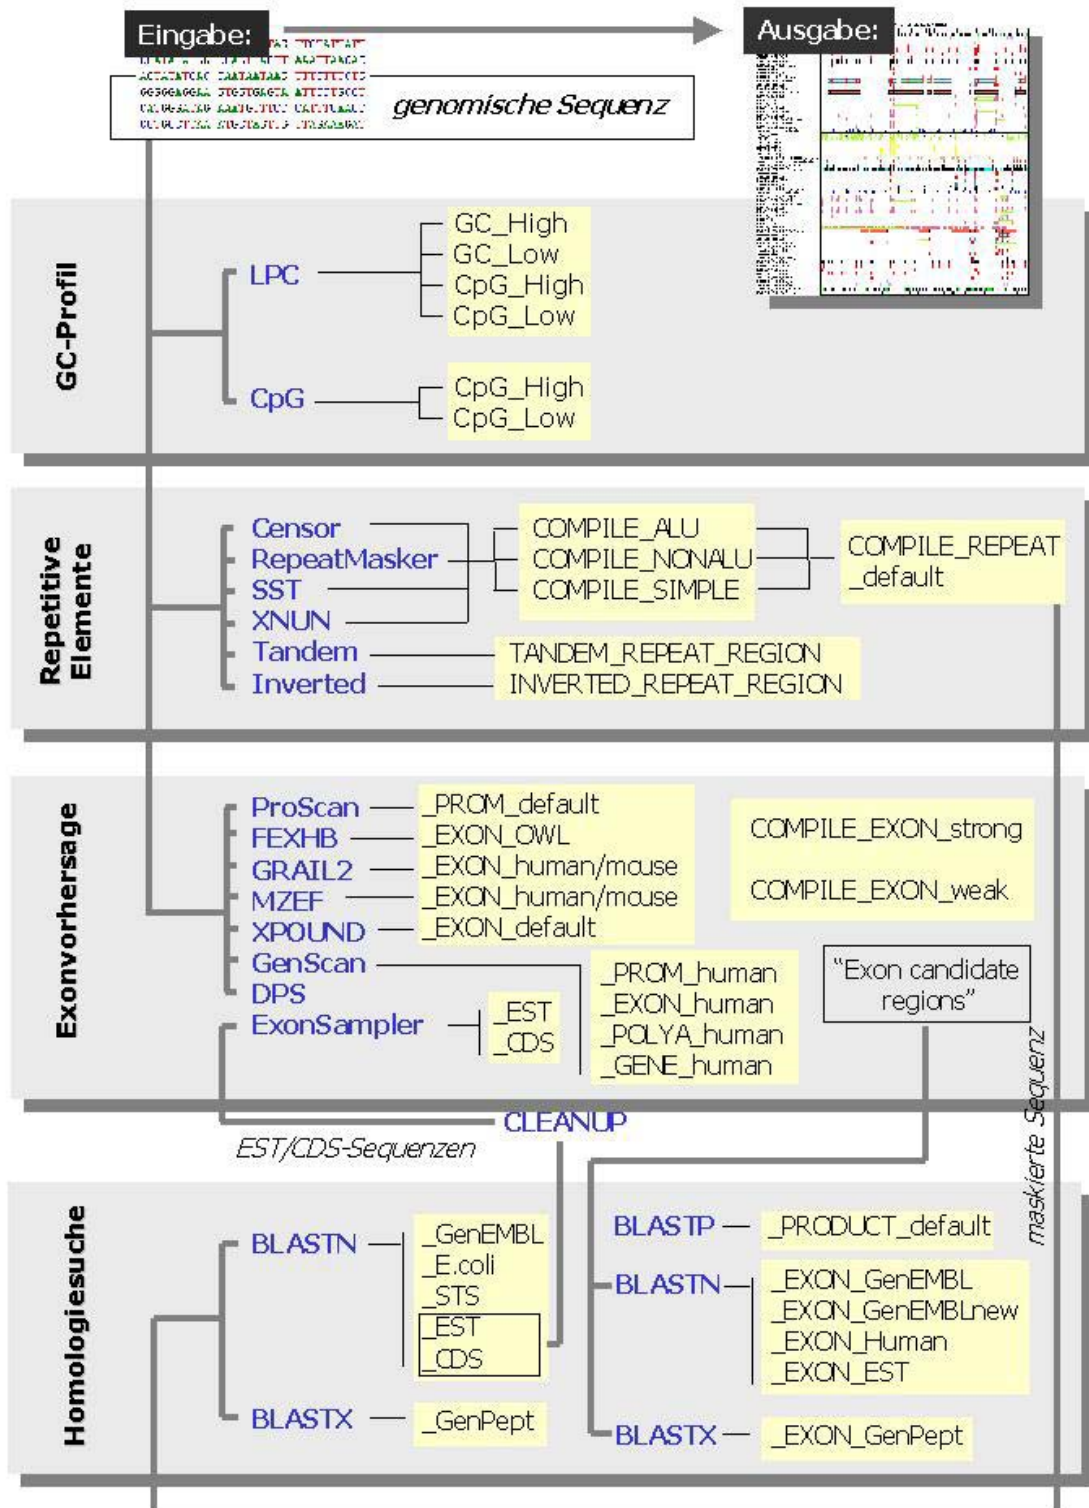 Eingabe:
Ausgabe:
genomische Sequenz
GC-Profil
LPC
GC_High
GC_Low
CpG_High
CpG_Low
CpG
CpG_High
CpG_Low
Repetitive
Elemente
Censor
RepeatMasker
SST
XNUN
Tandem
Inverted
COMPILE_ALU
COMPILE_NONALU
COMPILE_SIMPLE
COMPILE_REPEAT
_default
TANDEM_REPEAT_REGION
INVERTED_REPEAT_REGION
Exonvorhersage
ProScan
FEXHB
GRAIL2
MZEF
XPOUND
GenScan
DPS
ExonSampler
_PROM_default
_EXON_OWL
_EXON_human/mouse
_EXON_human/mouse
_EXON_default
COMPILE_EXON_strong
COMPILE_EXON_weak
_EST
_CDS
_PROM_human
_EXON_human
_POLYA_human
_GENE_human
"Exon candidate
regions"
maskierte Sequenz
CLEANUP
EST/CDS-Sequenzen
Homologiesuche
BLASTN
_GenEMBL
_E.coli
_STS
_EST
_CDS
BLASTX
_GenPept
BLASTP
_PRODUCT_default
BLASTN
_EXON_GenEMBL
_EXON_GenEMBLnew
_EXON_Human
_EXON_EST
BLASTX
_EXON_GenPept